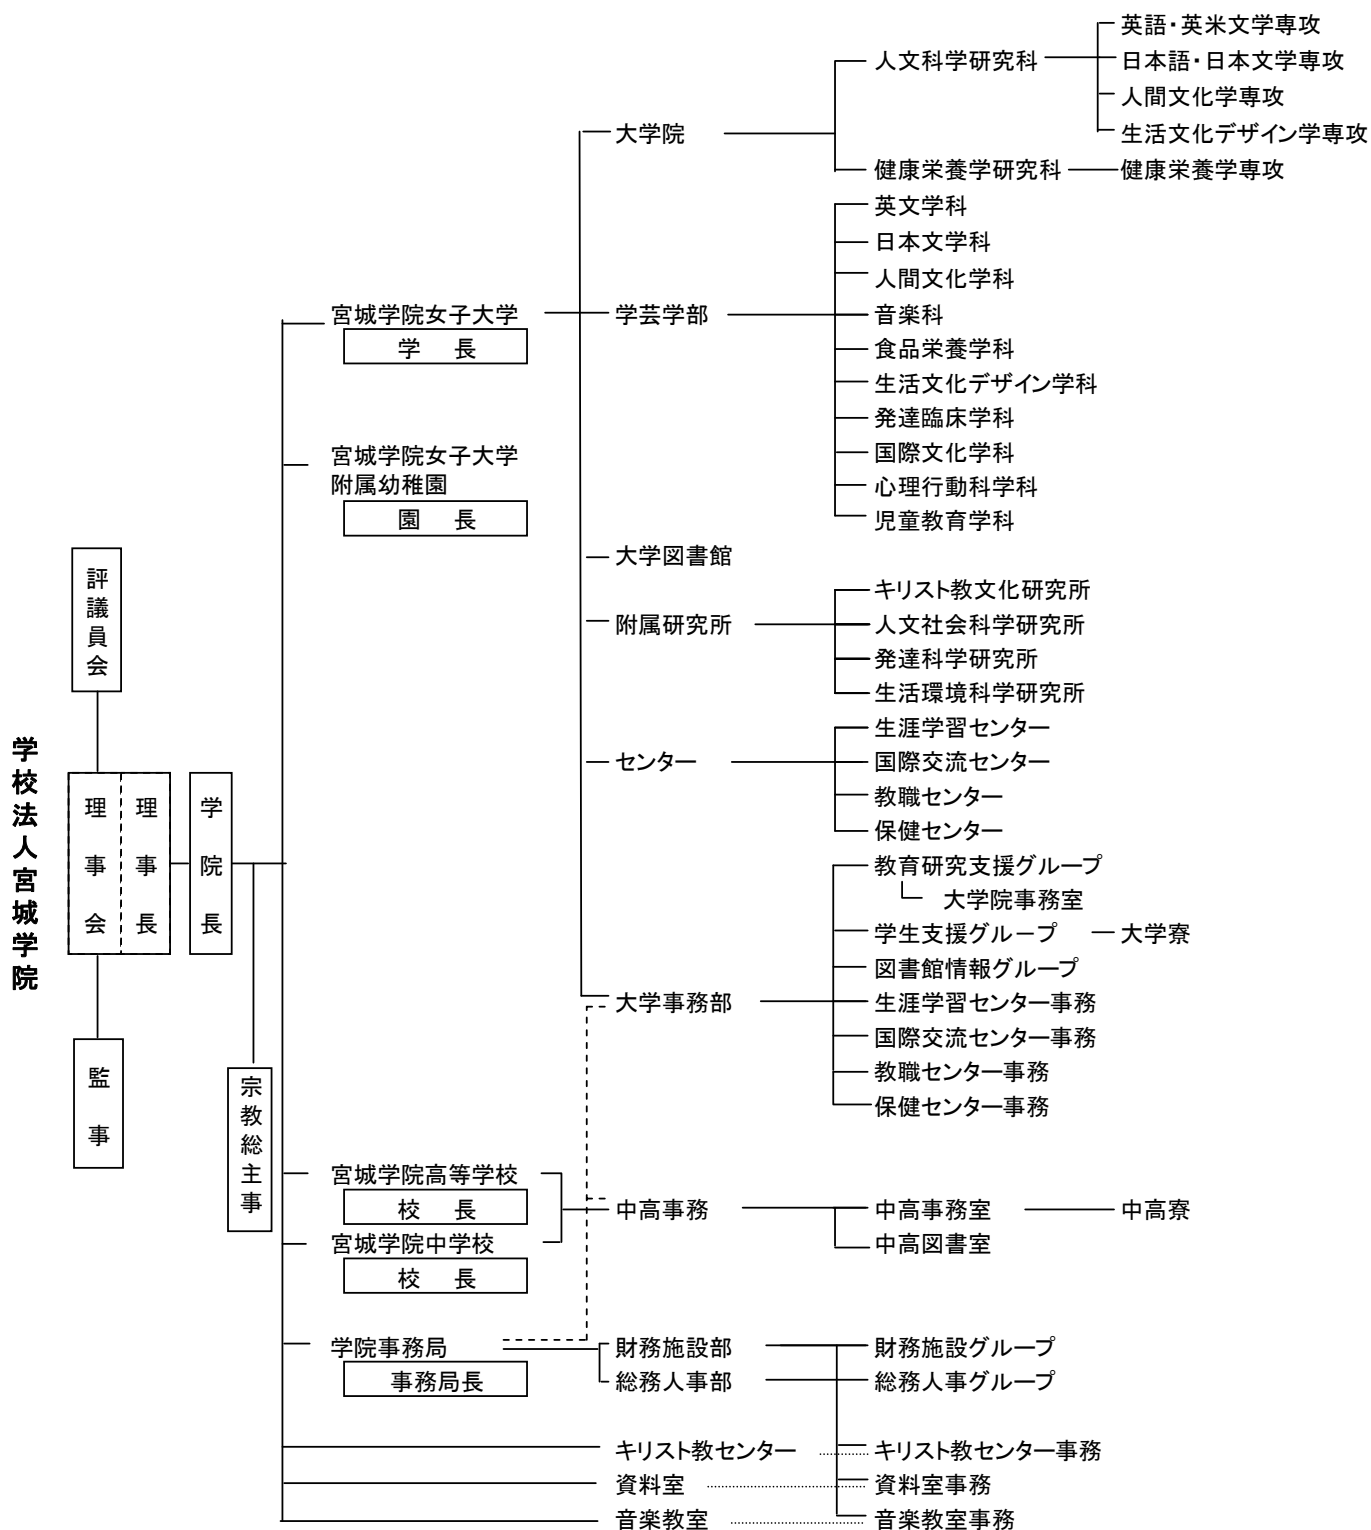 学校法人宮城学院
評議員会
理事会
理事長
学院長
監事
宗教総主事
宮城学院女子大学
学 長
宮城学院女子大学
附属幼稚園
園 長
宮城学院高等学校
校 長
宮城学院中学校
校 長
学院事務局
事務局長
大学院
学芸学部
大学図書館
附属研究所
センター
大学事務部
中高事務
財務施設部
総務人事部
キリスト教センター
資料室
音楽教室
人文科学研究科
健康栄養学研究科
英文学科
日本文学科
人間文化学科
音楽科
食品栄養学科
生活文化デザイン学科
発達臨床学科
国際文化学科
心理行動科学科
児童教育学科
キリスト教文化研究所
人文社会科学研究所
発達科学研究所
生活環境科学研究所
生涯学習センター
国際交流センター
教職センター
保健センター
教育研究支援グループ
大学院事務室
学生支援グループ
図書館情報グループ
生涯学習センター事務
国際交流センター事務
教職センター事務
保健センター事務
中高事務室
中高図書室
財務施設グループ
総務人事グループ
キリスト教センター事務
資料室事務
音楽教室事務
英語・英米文学専攻
日本語・日本文学専攻
人間文化学専攻
生活文化デザイン学専攻
健康栄養学専攻
大学寮
中高寮